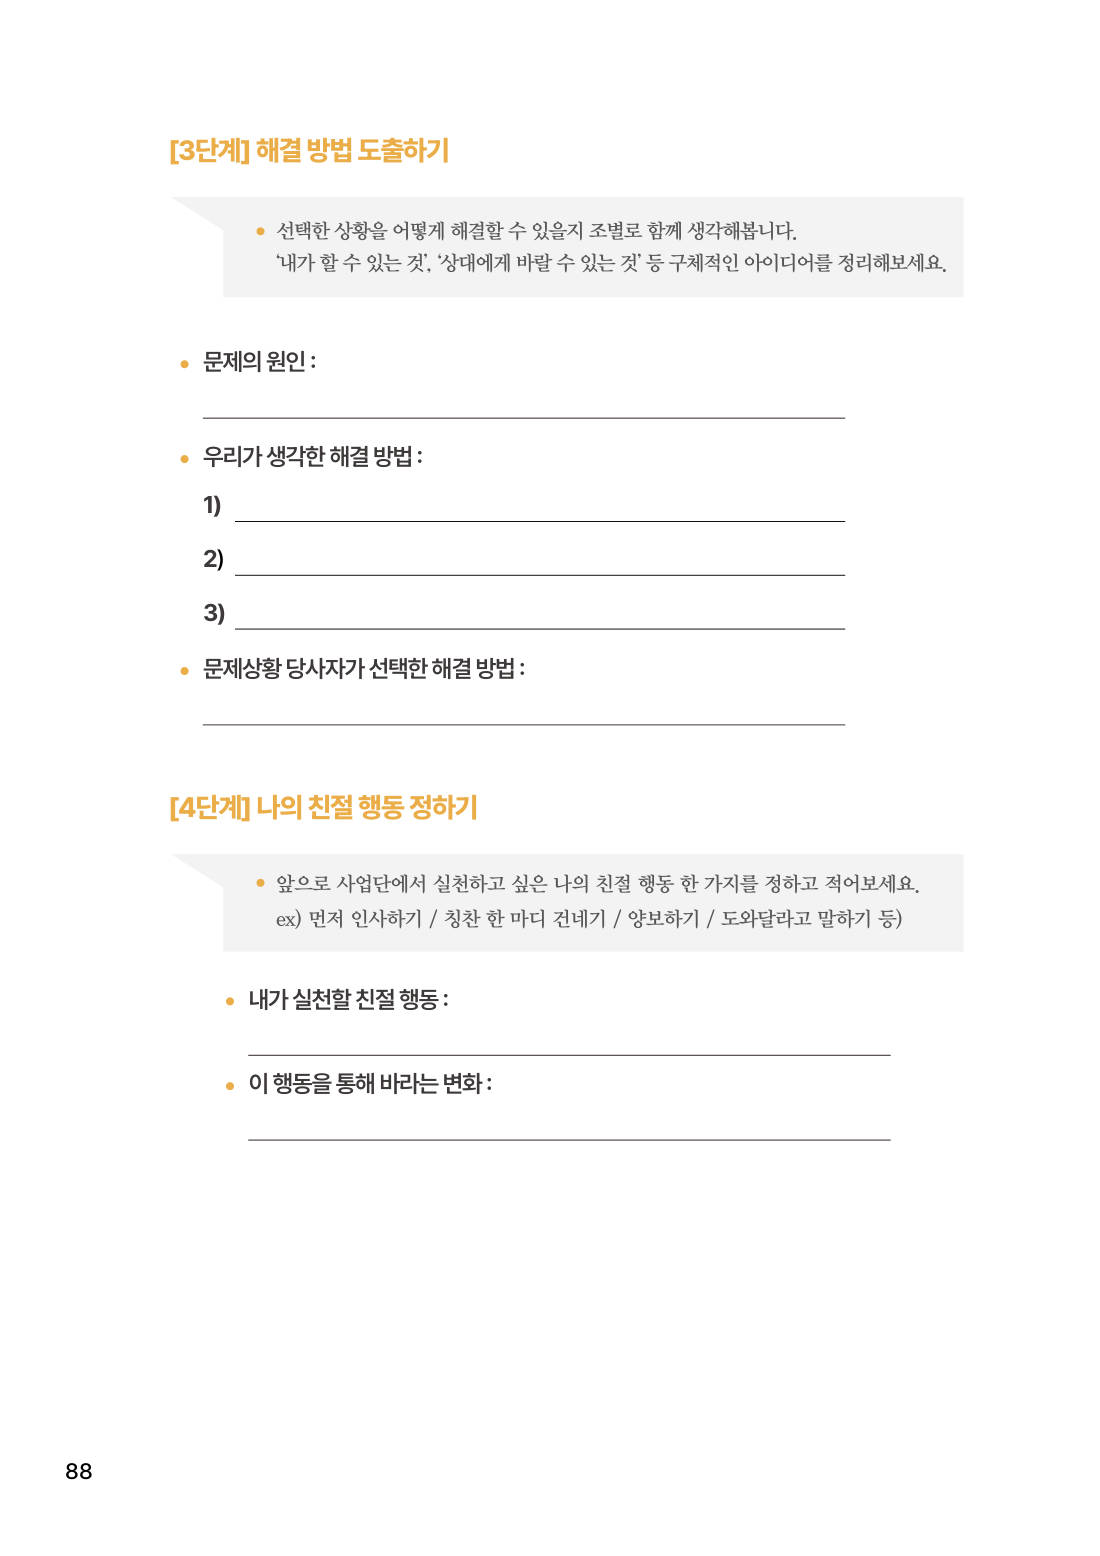 [3단계] 해결 방법 도출하기
• 선택한 상황을 어떻게 해결할 수 있을지 조별로 함께 생각해봅니다.
‘내가 할 수 있는 것’, ‘상대에게 바랄 수 있는 것’ 등 구체적인 아이디어를 정리해보세요.
• 문제의 원인 :
• 우리가 생각한 해결 방법 :
1)
2)
3)
• 문제상황 당사자가 선택한 해결 방법 :
[4단계] 나의 친절 행동 정하기
• 앞으로 사업단에서 실천하고 싶은 나의 친절 행동 한 가지를 정하고 적어보세요.
ex) 먼저 인사하기 / 칭찬 한 마디 건네기 / 양보하기 / 도와달라고 말하기 등)
• 내가 실천할 친절 행동 :
• 이 행동을 통해 바라는 변화 :
88